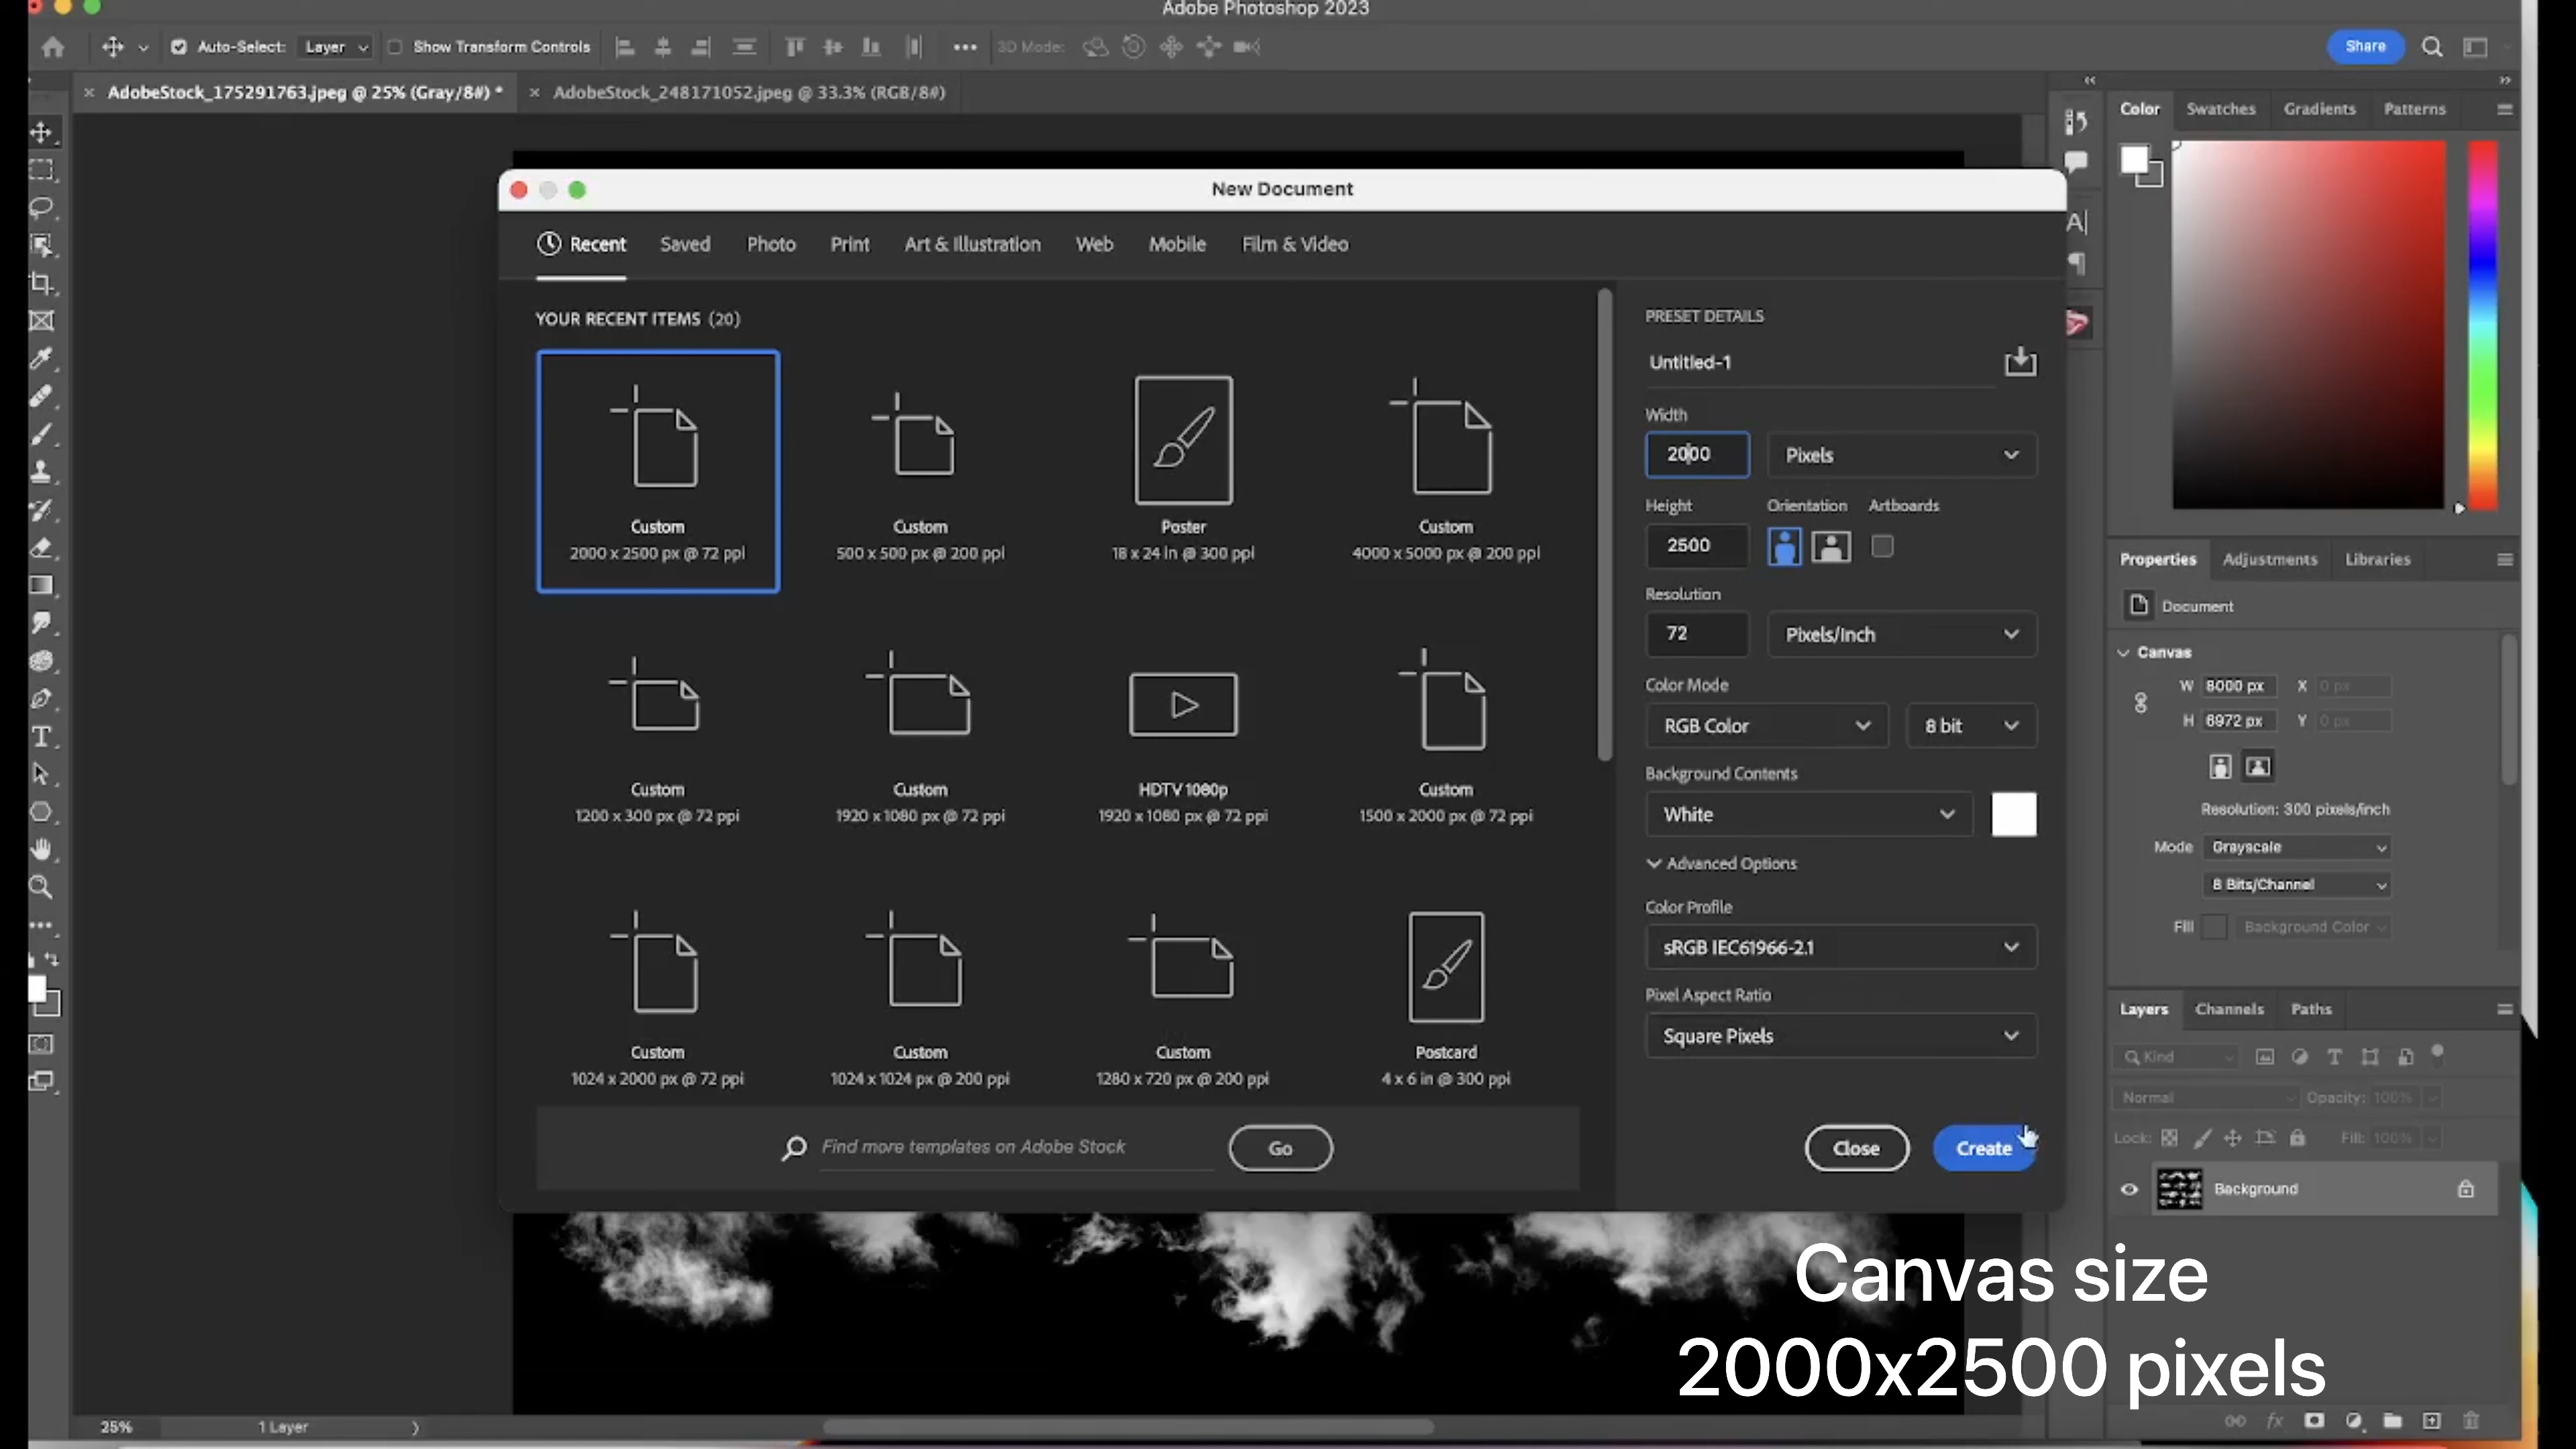 Adobe Photoshop 2023
Auto-Select: Layer Show Transform Controls 3D Mode: Share
AdobeStock_175291763.jpeg @ 25% (Gray/8#) * AdobeStock_248171052.jpeg @ 33.3% (RGB/8#)
New Document
Recent Saved Photo Print Art & Illustration Web Mobile Film & Video
YOUR RECENT ITEMS (20)
Custom Custom Poster Custom
2000 x 2500 px @ 72 ppi 500 x 500 px @ 200 ppi 18 x 24 in @ 300 ppi 4000 x 5000 px @ 200 ppi
Custom Custom HDTV 1080p Custom
1200 x 300 px @ 72 ppi 1920 x 1080 px @ 72 ppi 1920 x 1080 px @ 72 ppi 1500 x 2000 px @ 72 ppi
Custom Custom Custom Postcard
1024 x 2000 px @ 72 ppi 1024 x 1024 px @ 200 ppi 1280 x 720 px @ 200 ppi 4 x 6 in @ 300 ppi
Find more templates on Adobe Stock Go
PRESET DETAILS
Untitled-1
Width
2000 Pixels
Height Orientation Artboards
2500
Resolution
72 Pixels/Inch
Color Mode
RGB Color 8 bit
Background Contents
White
Advanced Options
Color Profile
sRGB IEC61966-2.1
Pixel Aspect Ratio
Square Pixels
Close Create
Color Swatches Gradients Patterns
Properties Adjustments Libraries
Document
Canvas
W 8000 px X 0 px
H 6972 px Y 0 px
Resolution: 300 pixels/inch
Mode Grayscale
8 Bits/Channel
Fill Background Color
Layers Channels Paths
Kind
Normal Opacity: 100%
Lock: Fill: 100%
Background
Canvas size
2000x2500 pixels
25% 1 Layer
fx